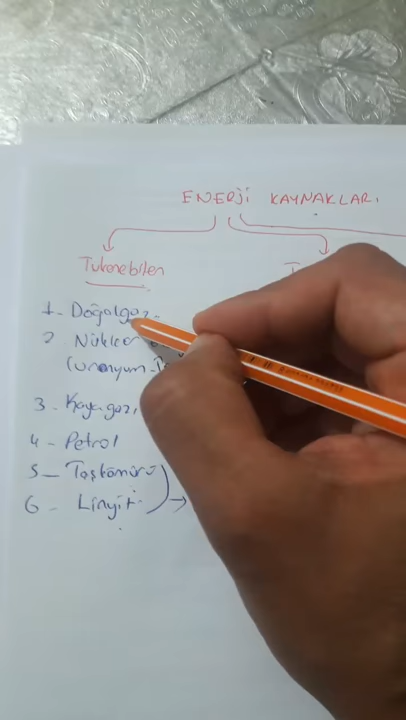 ENERJİ KAYNAKLARI
Tükenebilen
1- Doğalgaz
2 Nükleer
(uranyum-
3- Kaya gazı
4- Petrol
5- Taşkömürü
6- Linyit